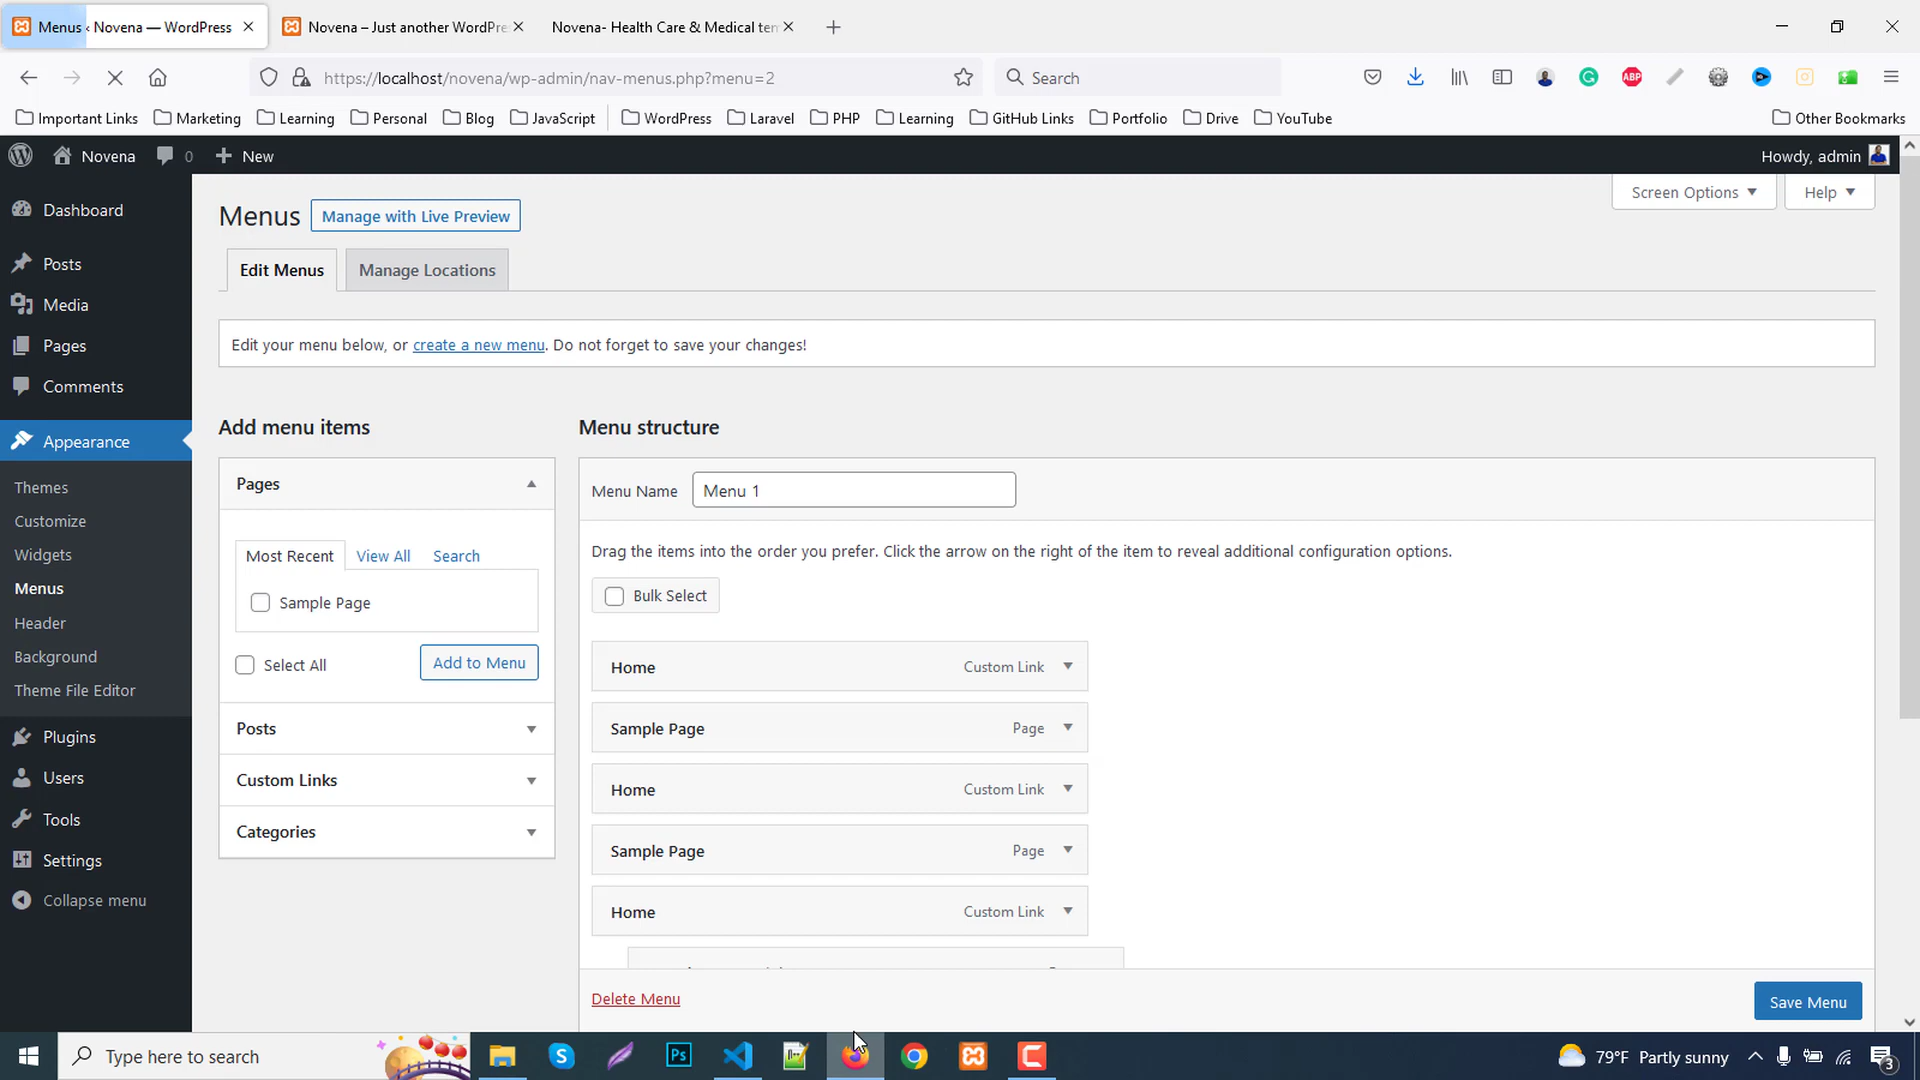 Menus ‹ Novena — WordPress
Novena – Just another WordPre
Novena- Health Care & Medical tem
https://localhost/novena/wp-admin/nav-menus.php?menu=2
Search
ABP
Important Links
Marketing
Learning
Personal
Blog
JavaScript
WordPress
Laravel
PHP
Learning
GitHub Links
Portfolio
Drive
YouTube
Other Bookmarks
Novena
0
New
Howdy, admin
Screen Options
Help
Dashboard
Posts
Media
Pages
Comments
Appearance
Themes
Customize
Widgets
Menus
Header
Background
Theme File Editor
Plugins
Users
Tools
Settings
Collapse menu
Menus
Manage with Live Preview
Edit Menus
Manage Locations
Edit your menu below, or create a new menu. Do not forget to save your changes!
Add menu items
Pages
Most Recent
View All
Search
Sample Page
Select All
Add to Menu
Posts
Custom Links
Categories
Menu structure
Menu Name
Menu 1
Drag the items into the order you prefer. Click the arrow on the right of the item to reveal additional configuration options.
Bulk Select
Home
Custom Link
Sample Page
Page
Home
Custom Link
Sample Page
Page
Home
Custom Link
Delete Menu
Save Menu
Type here to search
Ps
79°F Partly sunny
3